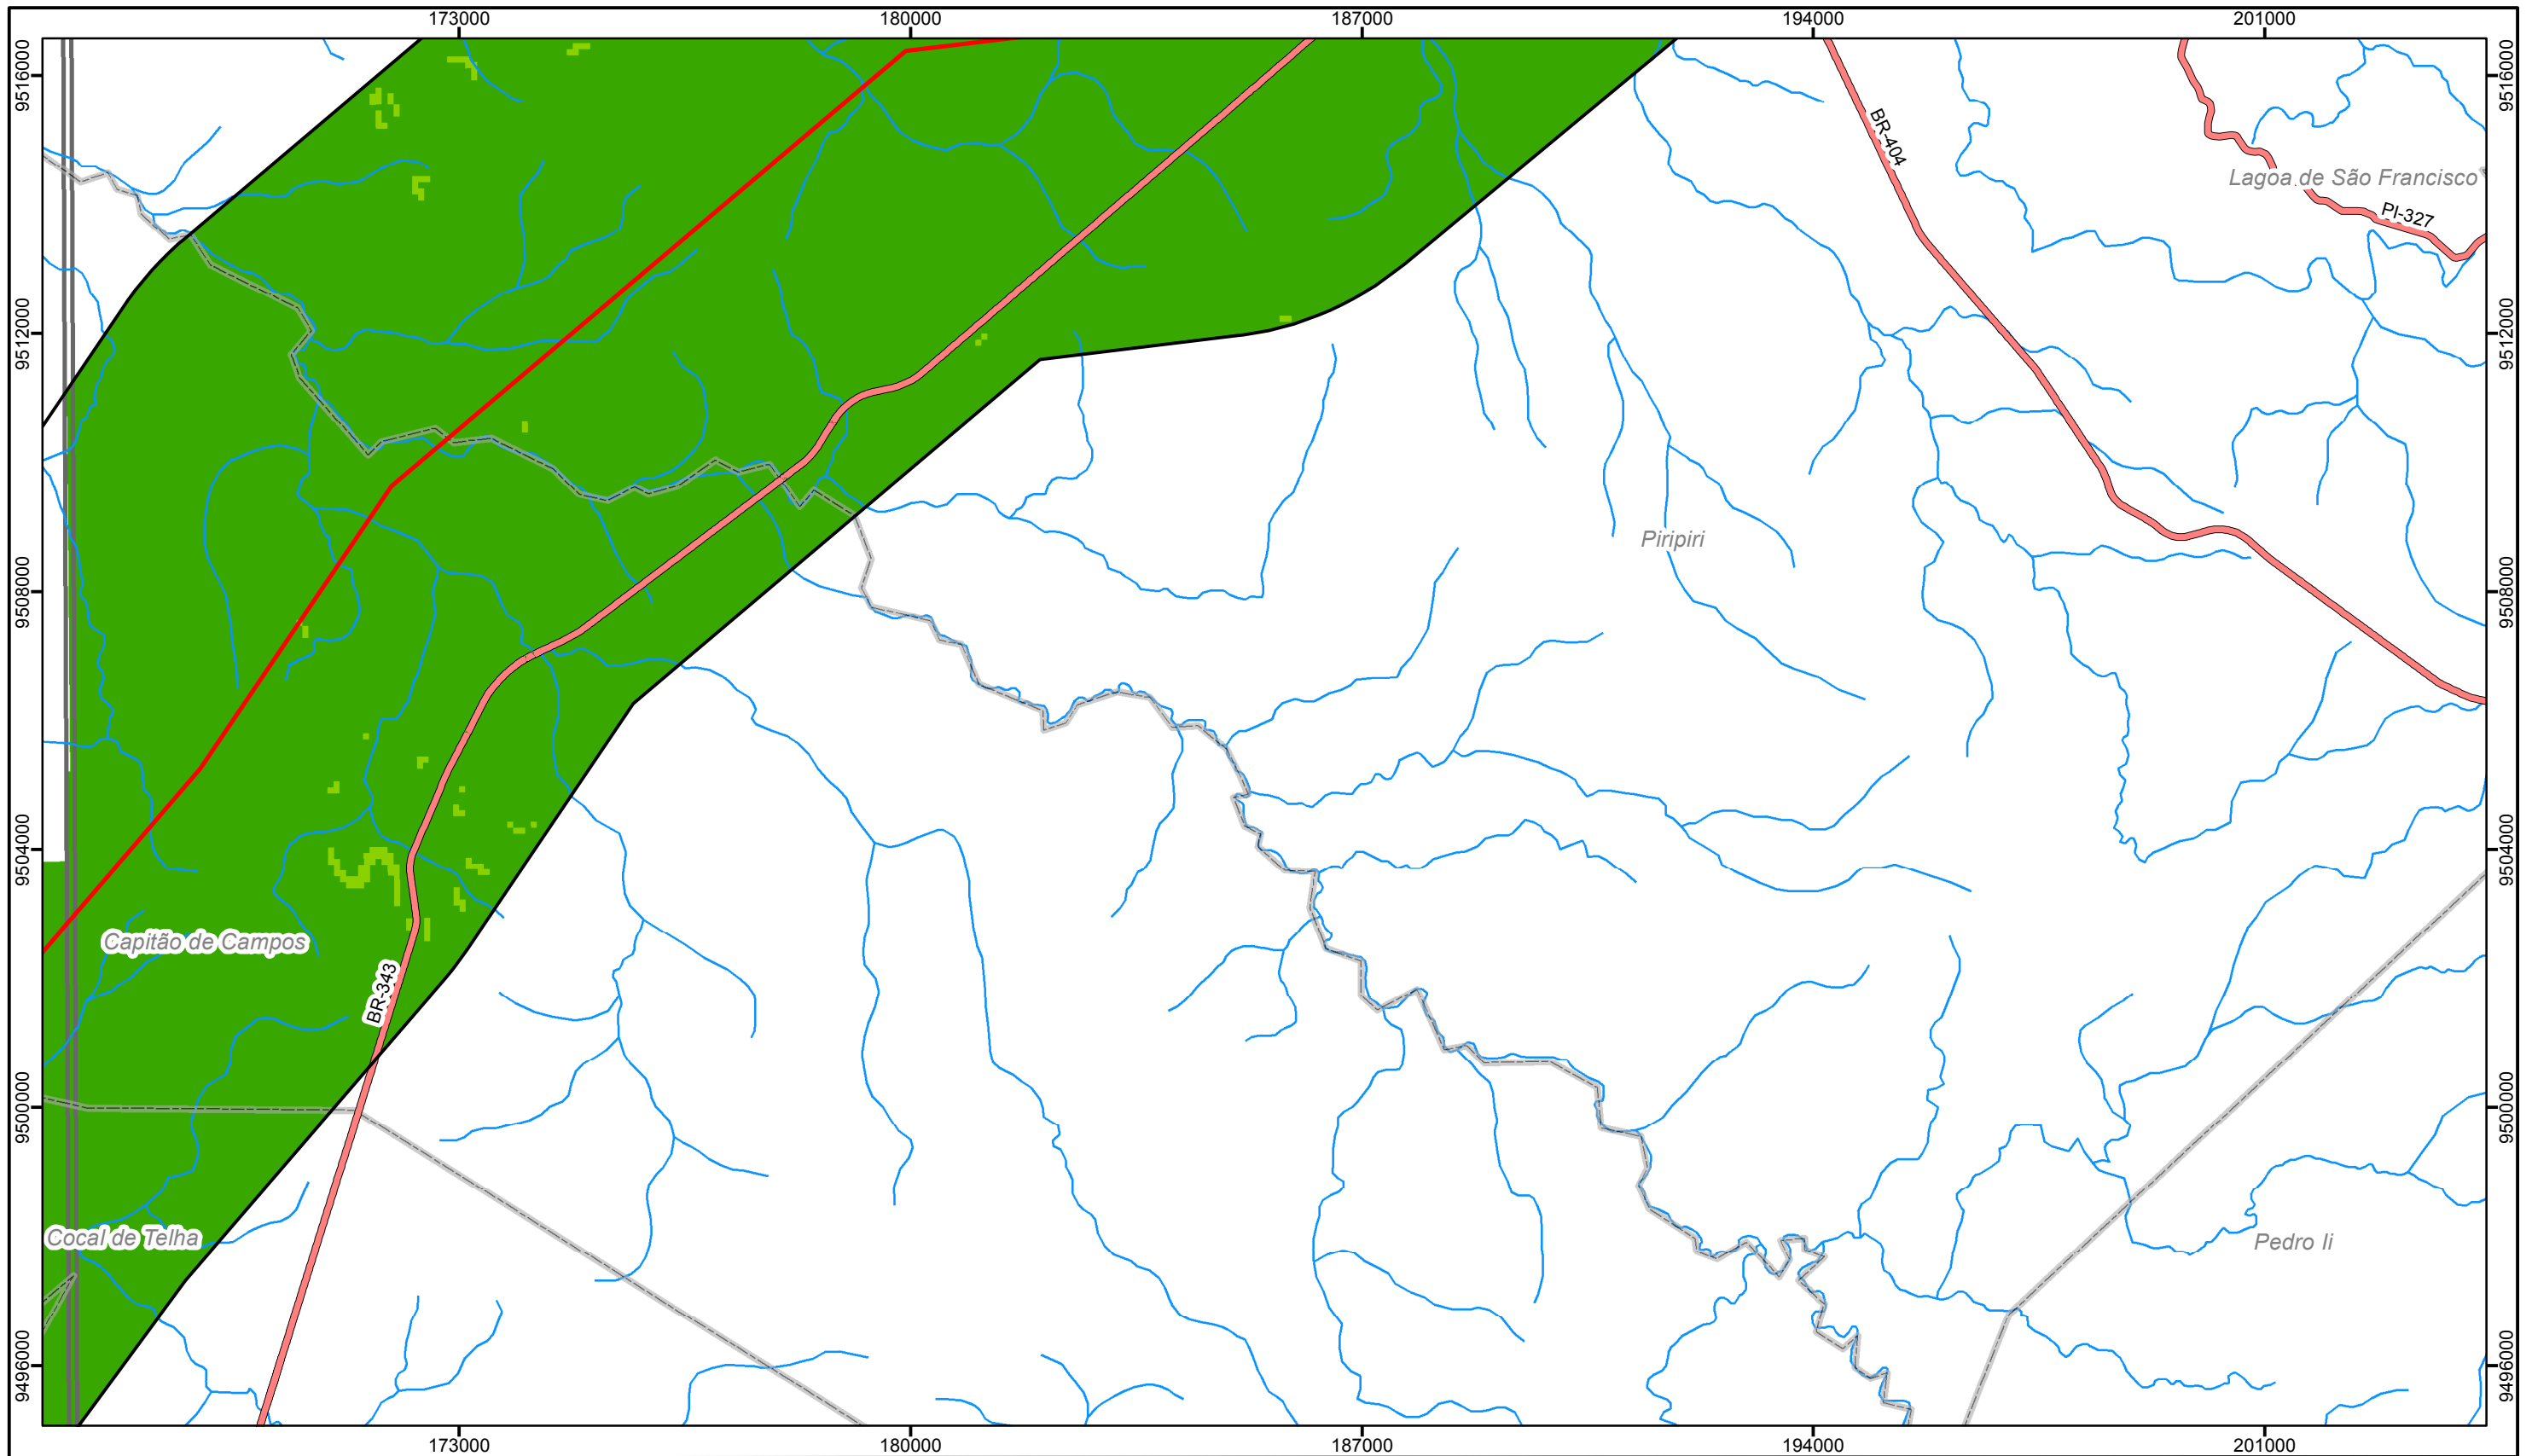 173000
180000
187000
194000
201000
9516000
9516000
BR-404
Lagoa de São Francisco
PI-327
9512000
9512000
Piripiri
9508000
9508000
9504000
9504000
Capitão de Campos
BR-343
9500000
9500000
Cocal de Telha
Pedro Ii
9496000
9496000
173000
180000
187000
194000
201000